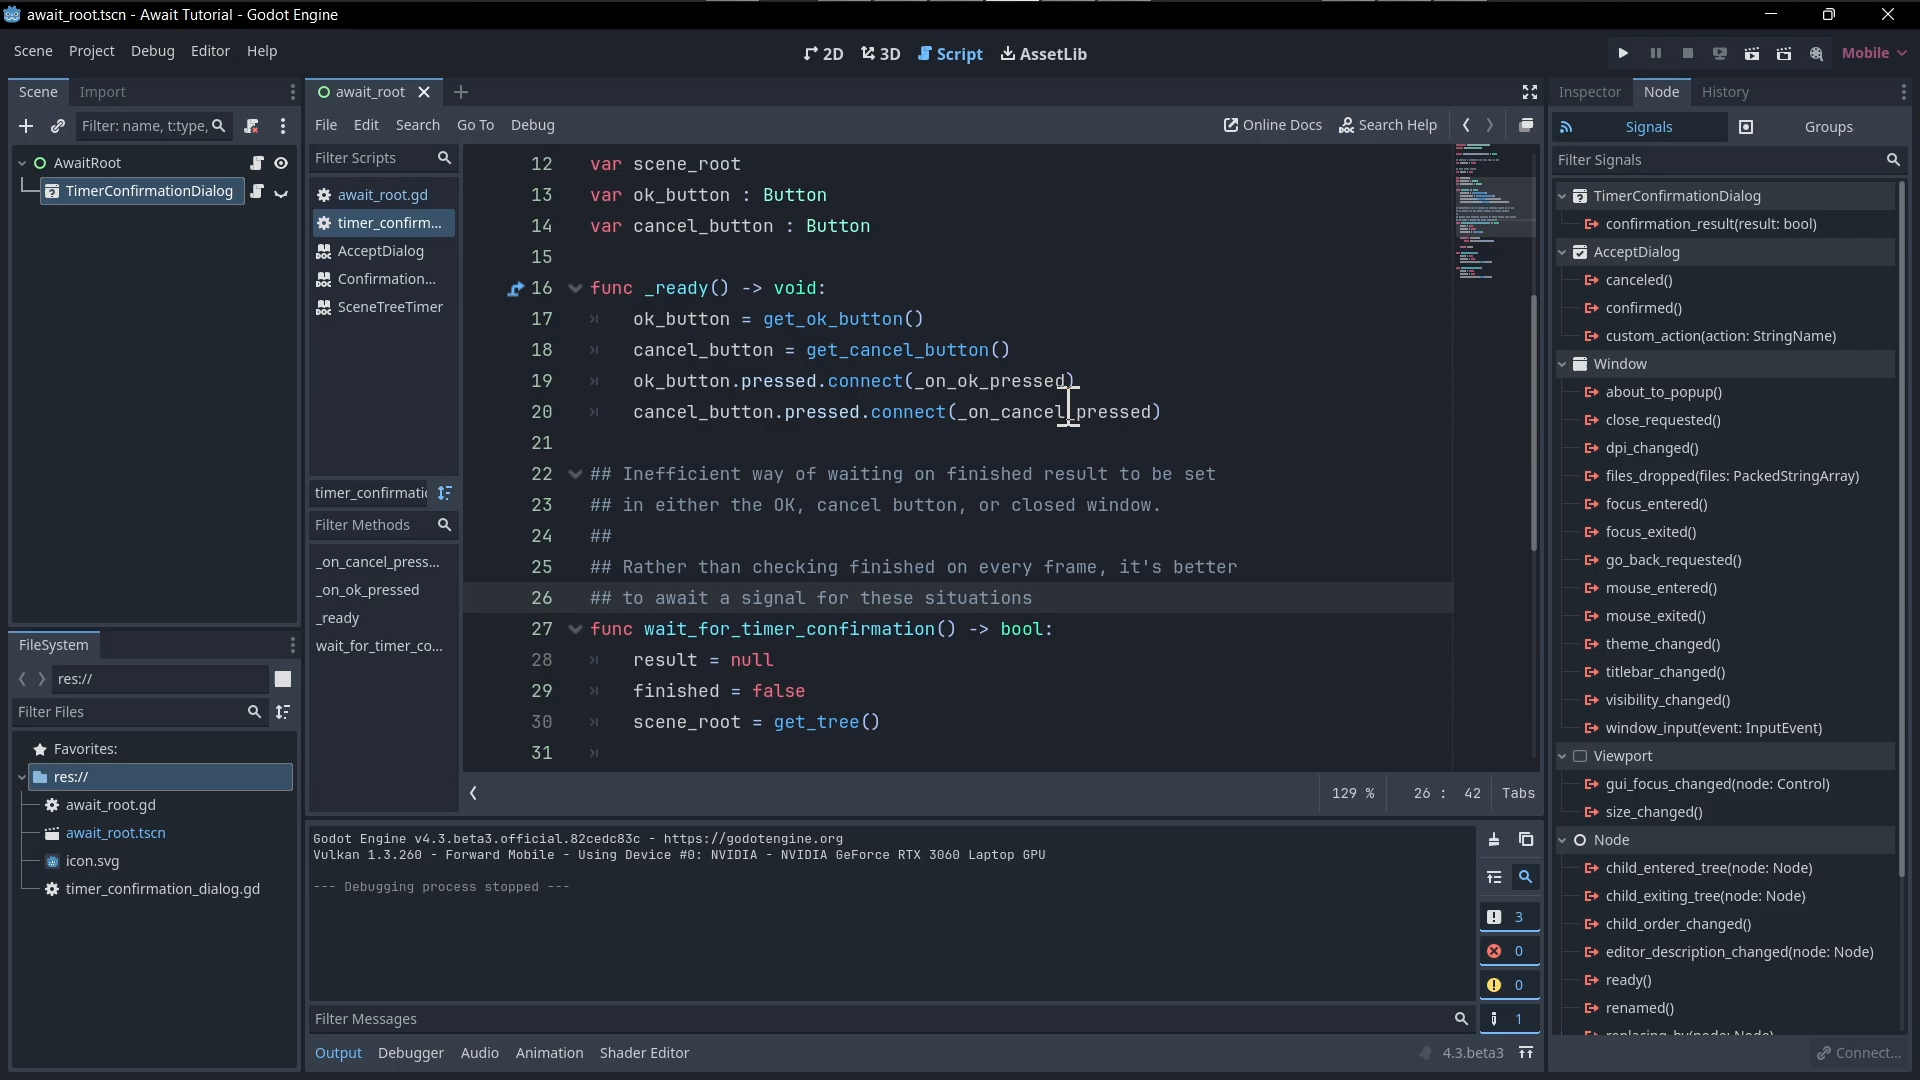 await_root.tscn - Await Tutorial - Godot Engine
Scene Project Debug Editor Help
2D 3D Script AssetLib
Mobile
Scene Import
Filter: name, t:type,
AwaitRoot
TimerConfirmationDialog
FileSystem
res://
Filter Files
Favorites:
res://
await_root.gd
await_root.tscn
icon.svg
timer_confirmation_dialog.gd
await_root
File Edit Search Go To Debug
Online Docs Search Help
Filter Scripts
await_root.gd
timer_confirm...
AcceptDialog
Confirmation...
SceneTreeTimer
timer_confirmatic
Filter Methods
_on_cancel_press...
_on_ok_pressed
_ready
wait_for_timer_co...
12 var scene_root
13 var ok_button : Button
14 var cancel_button : Button
15
16 func _ready() -> void:
17 ok_button = get_ok_button()
18 cancel_button = get_cancel_button()
19 ok_button.pressed.connect(_on_ok_pressed)
20 cancel_button.pressed.connect(_on_cancel_pressed)
21
22 ## Inefficient way of waiting on finished result to be set
23 ## in either the OK, cancel button, or closed window.
24 ##
25 ## Rather than checking finished on every frame, it's better
26 ## to await a signal for these situations
27 func wait_for_timer_confirmation() -> bool:
28 result = null
29 finished = false
30 scene_root = get_tree()
31
129 % 26 : 42 Tabs
Godot Engine v4.3.beta3.official.82cedc83c - https://godotengine.org
Vulkan 1.3.260 - Forward Mobile - Using Device #0: NVIDIA - NVIDIA GeForce RTX 3060 Laptop GPU
--- Debugging process stopped ---
3
0
0
1
Filter Messages
Output Debugger Audio Animation Shader Editor
4.3.beta3
Inspector Node History
Signals Groups
Filter Signals
TimerConfirmationDialog
confirmation_result(result: bool)
AcceptDialog
canceled()
confirmed()
custom_action(action: StringName)
Window
about_to_popup()
close_requested()
dpi_changed()
files_dropped(files: PackedStringArray)
focus_entered()
focus_exited()
go_back_requested()
mouse_entered()
mouse_exited()
theme_changed()
titlebar_changed()
visibility_changed()
window_input(event: InputEvent)
Viewport
gui_focus_changed(node: Control)
size_changed()
Node
child_entered_tree(node: Node)
child_exiting_tree(node: Node)
child_order_changed()
editor_description_changed(node: Node)
ready()
renamed()
replacing_by(node: Node)
Connect...